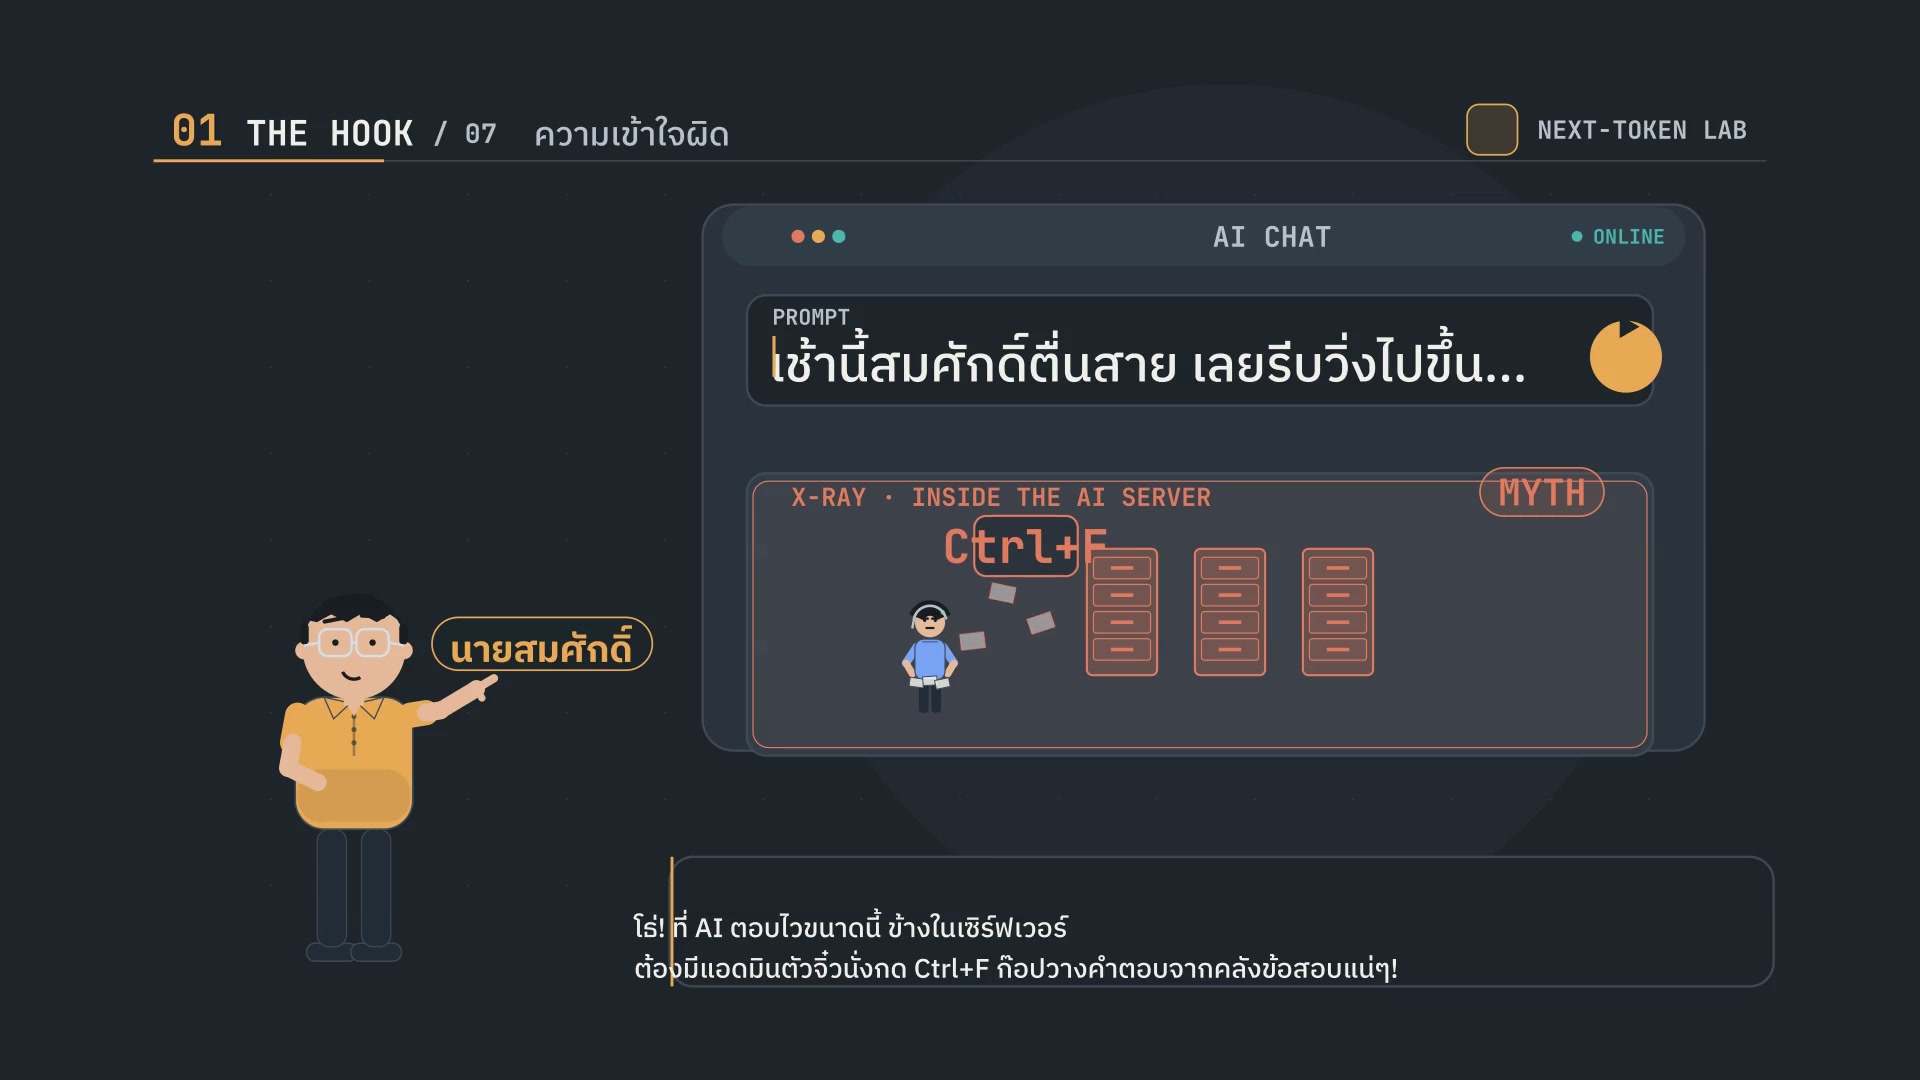 01 THE HOOK / 07 ความเข้าใจผิด
NEXT-TOKEN LAB
AI CHAT
ONLINE
PROMPT
เช้านี้สมศักดิ์ตื่นสาย เลยรีบวิ่งไปขึ้น...
X-RAY · INSIDE THE AI SERVER
MYTH
Ctrl+F
นายสมศักดิ์
โธ่! ที่ AI ตอบไวขนาดนี้ ข้างในเซิร์ฟเวอร์
ต้องมีแอดมินตัวจิ๋วนั่งกด Ctrl+F ก๊อปวางคำตอบจากคลังข้อสอบแน่ๆ!